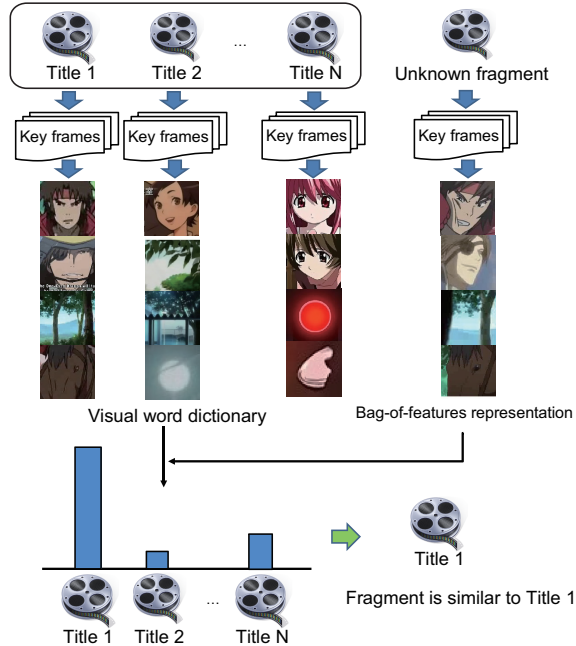 Title 1
Title 2
...
Title N
Unknown fragment
Key frames
Key frames
Key frames
Key frames
Visual word dictionary
Bag-of-features representation
Title 1
Title 2
...
Title N
Title 1
Fragment is similar to Title 1